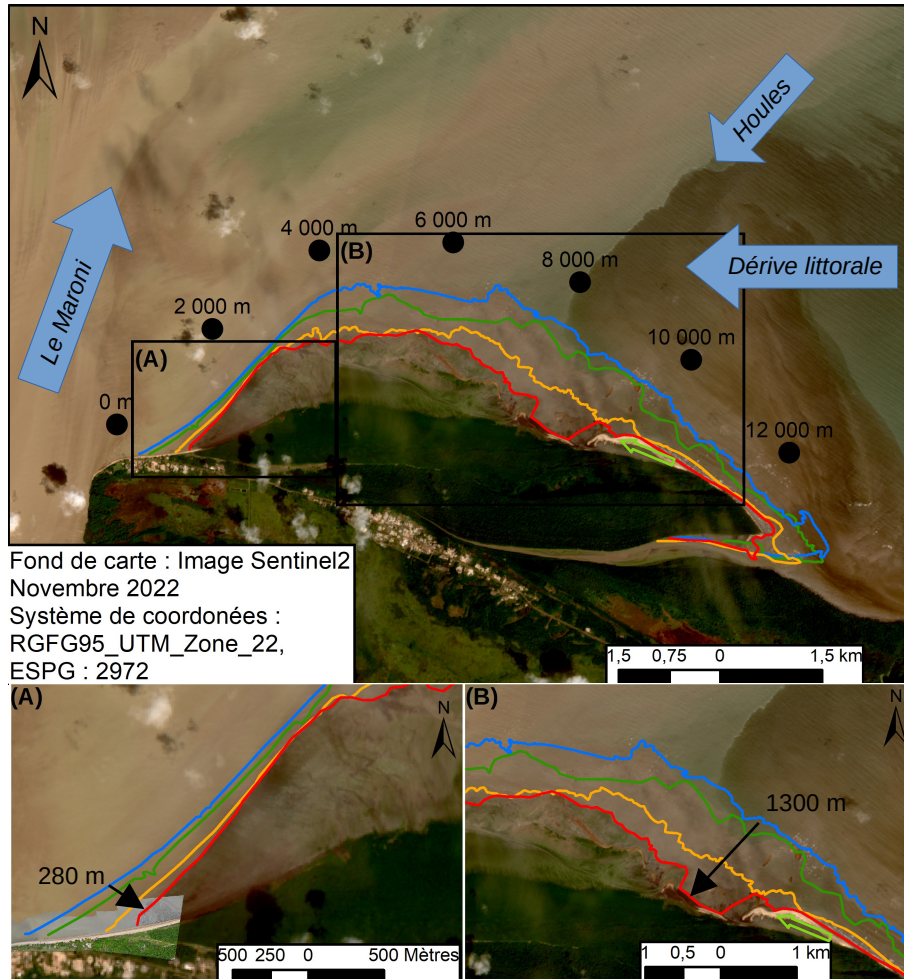 N
Houles
Le Maroni
4 000 m
6 000 m
(B)
8 000 m
Dérive littorale
2 000 m
(A)
10 000 m
0 m
12 000 m
Fond de carte : Image Sentinel2
Novembre 2022
Système de coordonées :
RGFG95_UTM_Zone_22,
ESPG : 2972
1,5 0,75 0 1,5 km
(A)
N
280 m
500 250 0 500 Mètres
(B)
N
1300 m
1 0,5 0 1 km